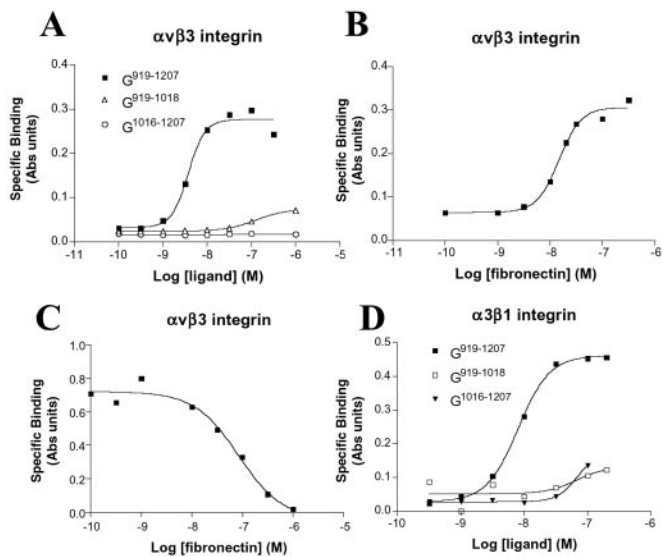 A
αvβ3 integrin
G919-1207
G919-1018
G1016-1207
Specific Binding
(Abs units)
0.4
0.3
0.2
0.1
0.0
-11 -10 -9 -8 -7 -6 -5
Log [ligand] (M)
B
αvβ3 integrin
Specific Binding
(Abs units)
0.4
0.3
0.2
0.1
0.0
-11 -10 -9 -8 -7 -6
Log [fibronectin] (M)
C
αvβ3 integrin
Specific Binding
(Abs units)
1.0
0.8
0.6
0.4
0.2
0.0
-10 -9 -8 -7 -6 -5
Log [fibronectin] (M)
D
α3β1 integrin
G919-1207
G919-1018
G1016-1207
Specific Binding
(Abs units)
0.5
0.4
0.3
0.2
0.1
0.0
-10 -9 -8 -7 -6
Log [ligand] (M)